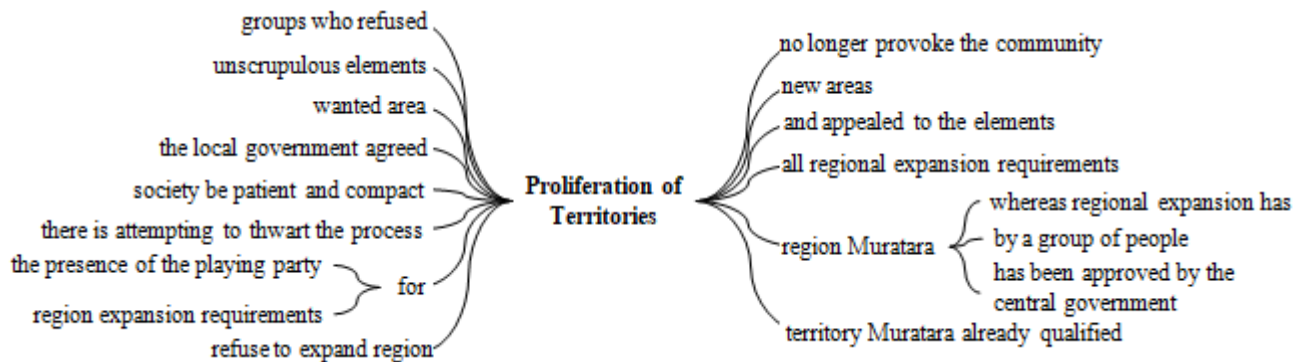 groups who refused
unscrupulous elements
wanted area
the local government agreed
society be patient and compact
there is attempting to thwart the process
the presence of the playing party
for
region expansion requirements
refuse to expand region
Proliferation of
Territories
no longer provoke the community
new areas
and appealed to the elements
all regional expansion requirements
region Muratara
whereas regional expansion has
by a group of people
has been approved by the
central government
territory Muratara already qualified